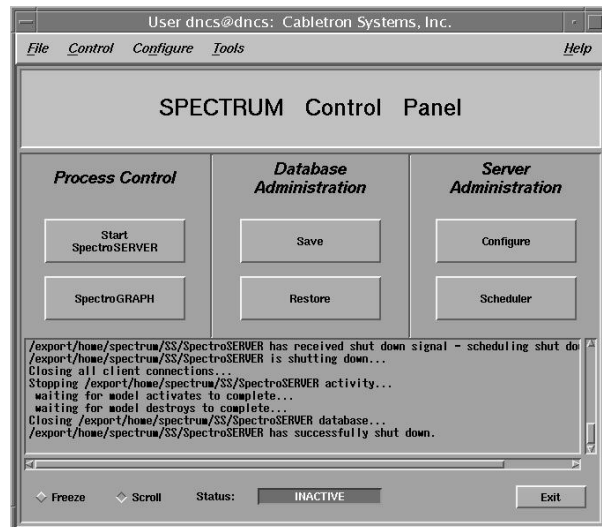 User dncs@dncs: Cabletron Systems, Inc.
File Control Configure Tools Help
SPECTRUM Control Panel
Process Control
Database
Administration
Server
Administration
Start
SpectroSERVER
Save
Configure
SpectroGRAPH
Restore
Scheduler
/export/home/spectrum/SS/SpectroSERVER has received shut down signal - scheduling shut do
/export/home/spectrum/SS/SpectroSERVER is shutting down...
Closing all client connections...
Stopping /export/home/spectrum/SS/SpectroSERVER activity...
waiting for model activates to complete...
waiting for model destroys to complete...
Closing /export/home/spectrum/SS/SpectroSERVER database...
/export/home/spectrum/SS/SpectroSERVER has successfully shut down.
Freeze Scroll Status: INACTIVE Exit